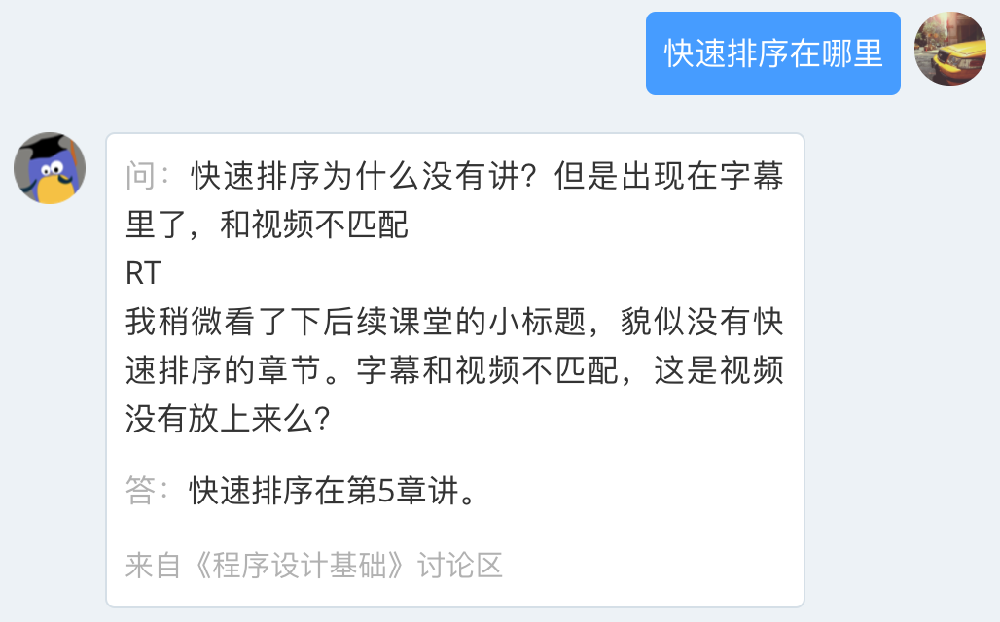 快速排序在哪里
问：快速排序为什么没有讲？但是出现在字幕
里了，和视频不匹配
RT
我稍微看了下后续课堂的小标题，貌似没有快
速排序的章节。字幕和视频不匹配，这是视频
没有放上来么？
答：快速排序在第5章讲。
来自《程序设计基础》讨论区